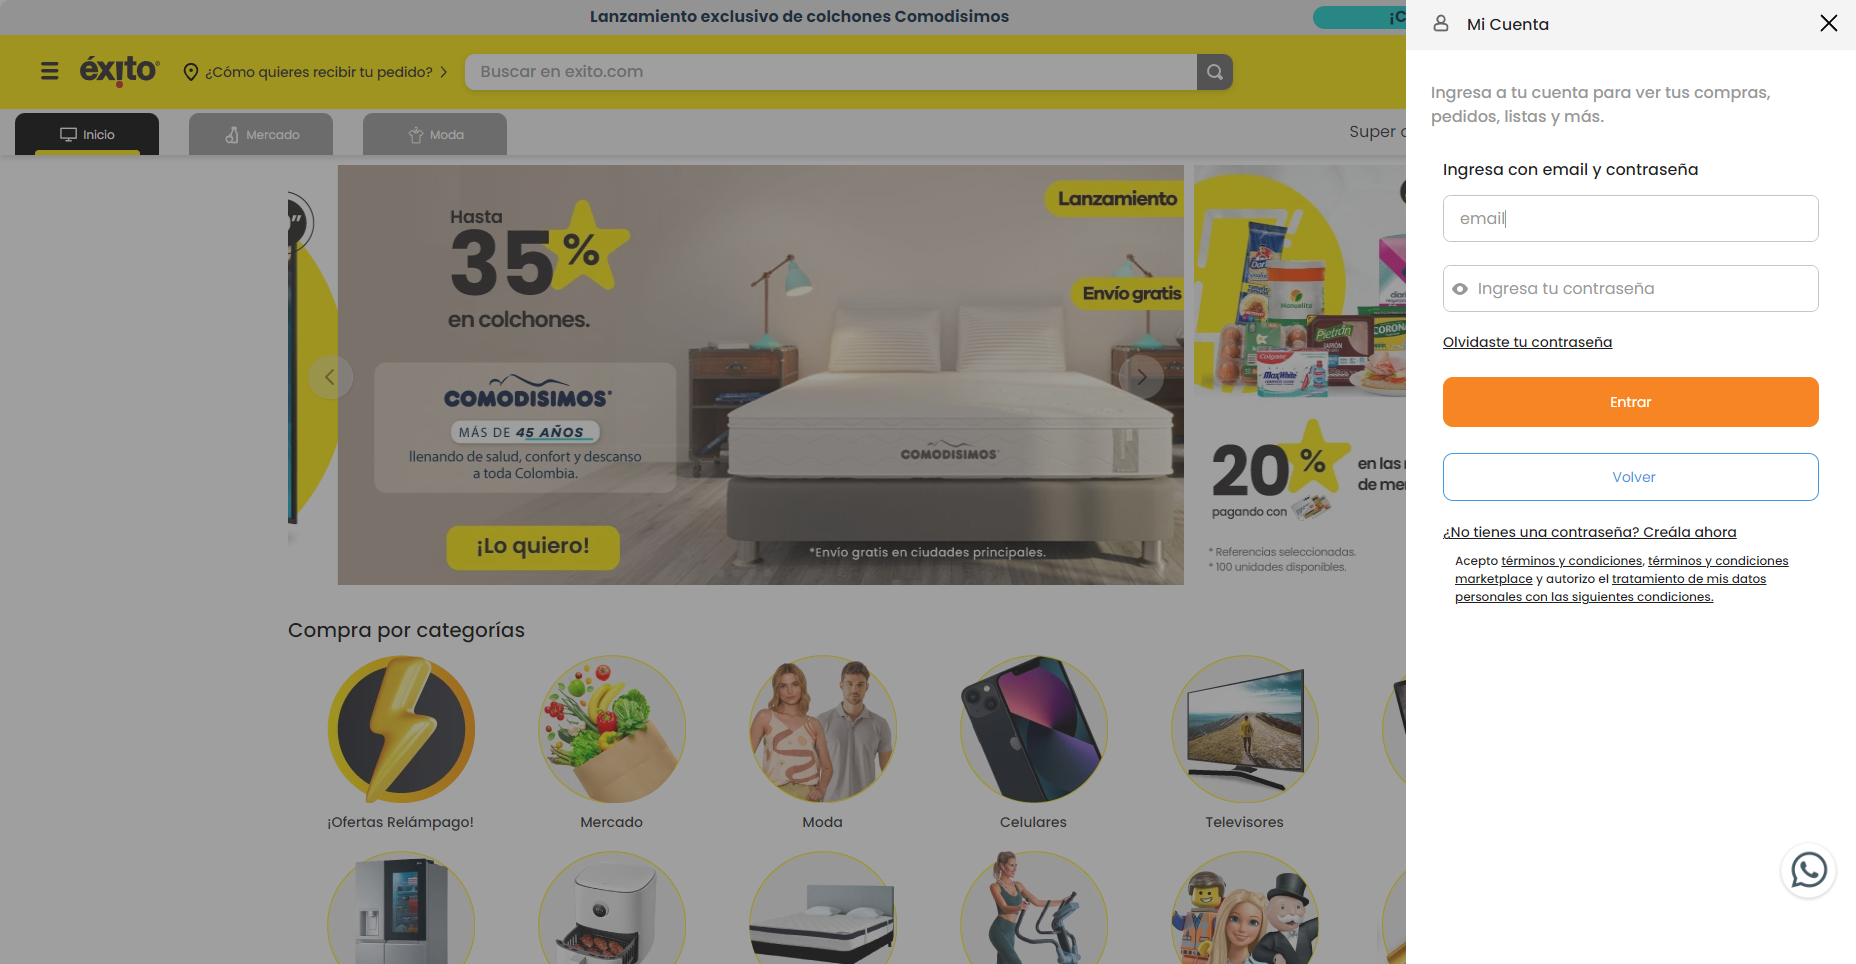 Lanzamiento exclusivo de colchones Comodisimos
¡C
éxito
¿Cómo quieres recibir tu pedido?
Buscar en exito.com
Inicio
Mercado
Moda
Super
Hasta
35%
en colchones.
Lanzamiento
Envío gratis
COMODISIMOS
MÁS DE 45 AÑOS
llenando de salud, confort y descanso
a toda Colombia.
¡Lo quiero!
COMODISIMOS
*Envío gratis en ciudades principales.
Doria
Manuelita
Pietrán
Colgate
MaxWhite
20%
en las
de me
pagando con
* Referencias seleccionadas.
* 100 unidades disponibles.
Compra por categorías
¡Ofertas Relámpago!
Mercado
Moda
Celulares
Televisores
Mi Cuenta
Ingresa a tu cuenta para ver tus compras,
pedidos, listas y más.
Ingresa con email y contraseña
email
Ingresa tu contraseña
Olvidaste tu contraseña
Entrar
Volver
¿No tienes una contraseña? Creála ahora
Acepto términos y condiciones, términos y condiciones
marketplace y autorizo el tratamiento de mis datos
personales con las siguientes condiciones.